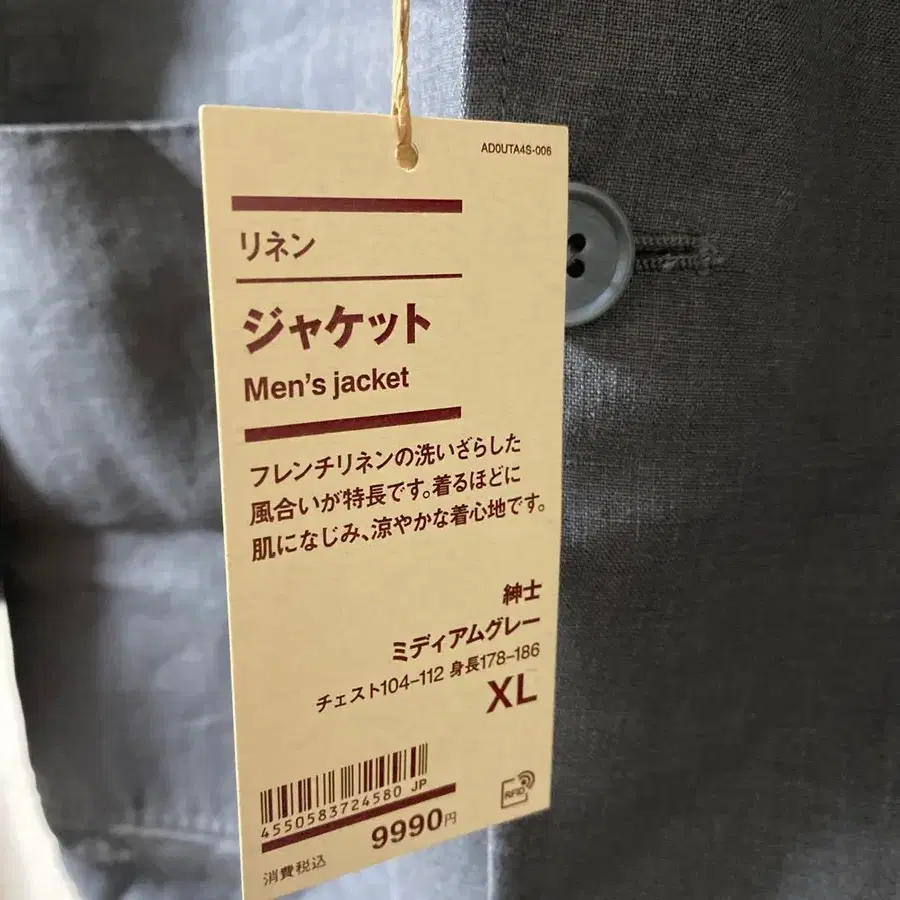 AD0UTA4S-006
リネン
ジャケット
Men's jacket
フレンチリネンの洗いざらした
風合いが特長です。着るほどに
肌になじみ、涼やかな着心地です。
紳士
ミディアムグレー
チェスト104-112 身長178-186
XL
4550583724580 JP
RFID
9990円
消費税込